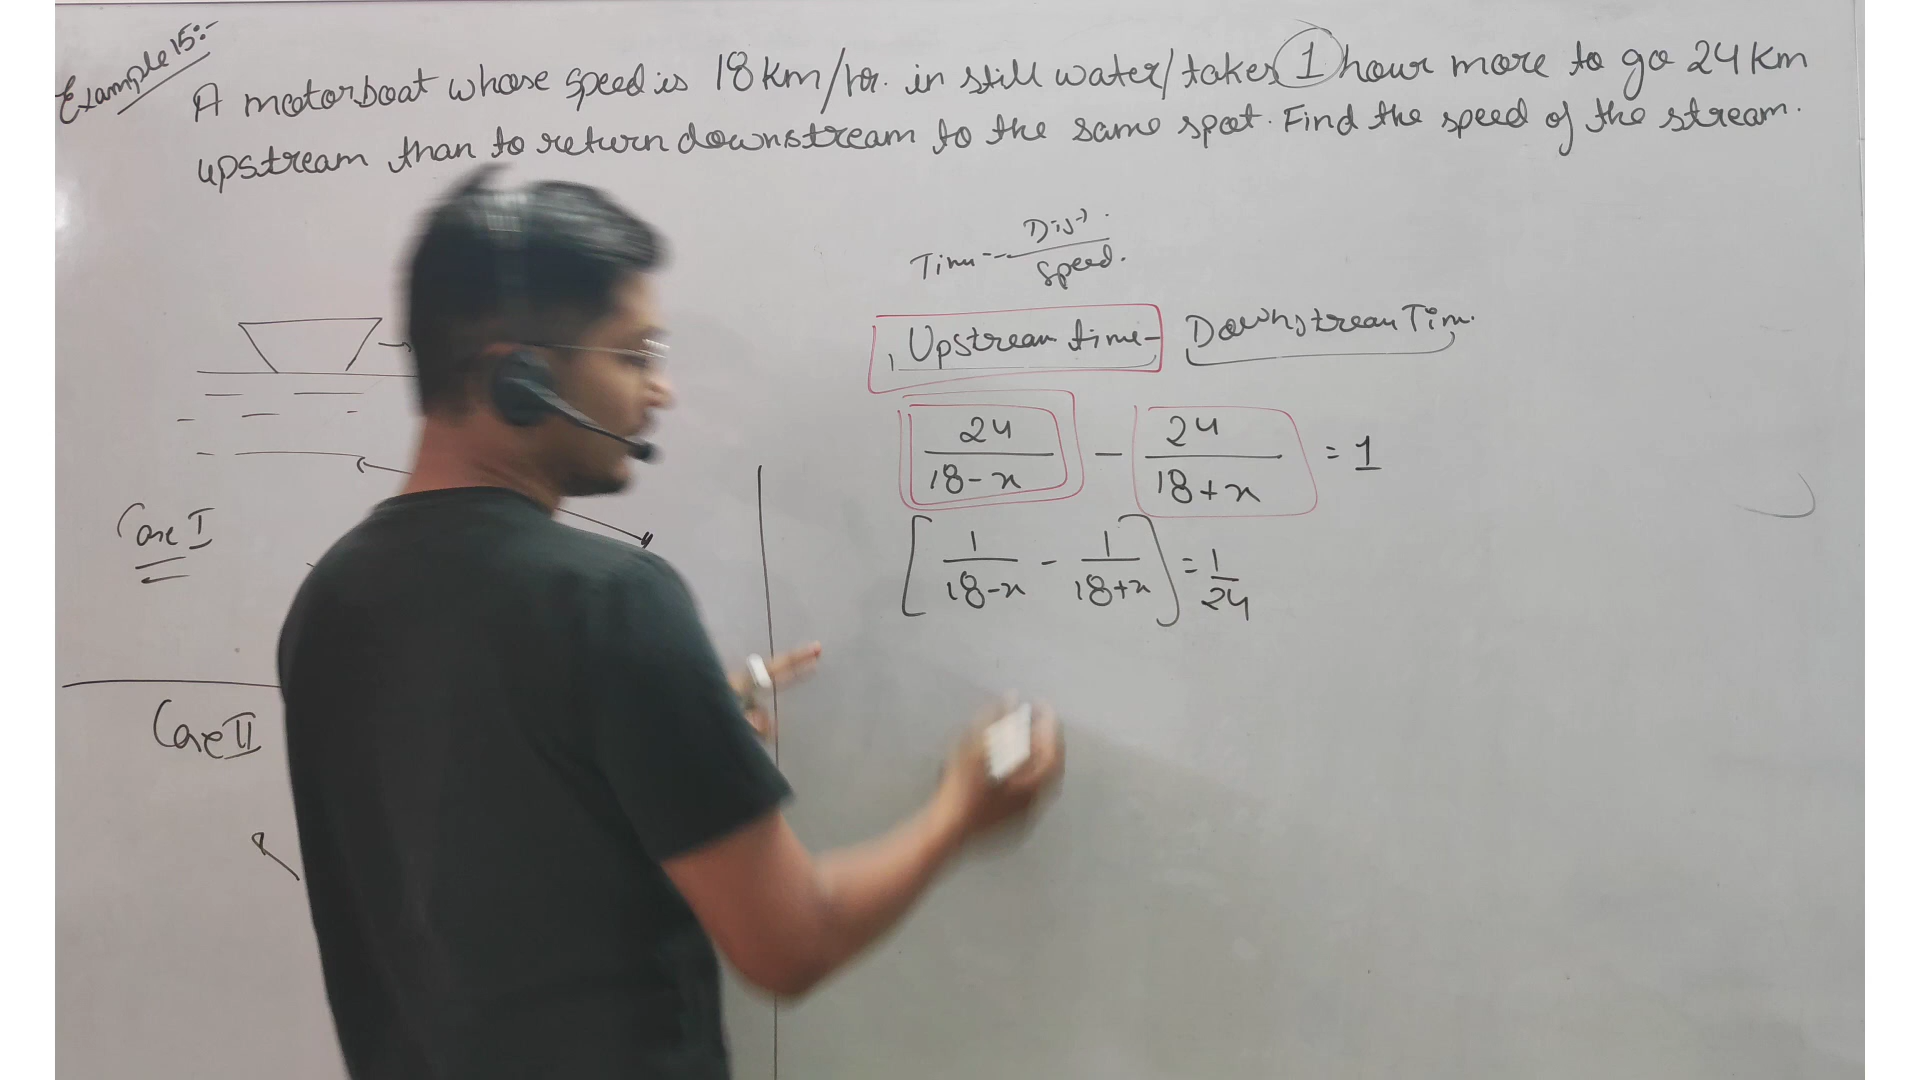 Example 15:-
A motorboat whose speed is 18 km/hr. in still water/takes 1 hour more to go 24 km
upstream than to return downstream to the same spot. Find the speed of the stream.
Time = Dist. / Speed.
Upstream time - Downstream Tim.
24/(18-x) - 24/(18+x) = 1
[1/(18-x) - 1/(18+x)] = 1/24
Case I
Case II